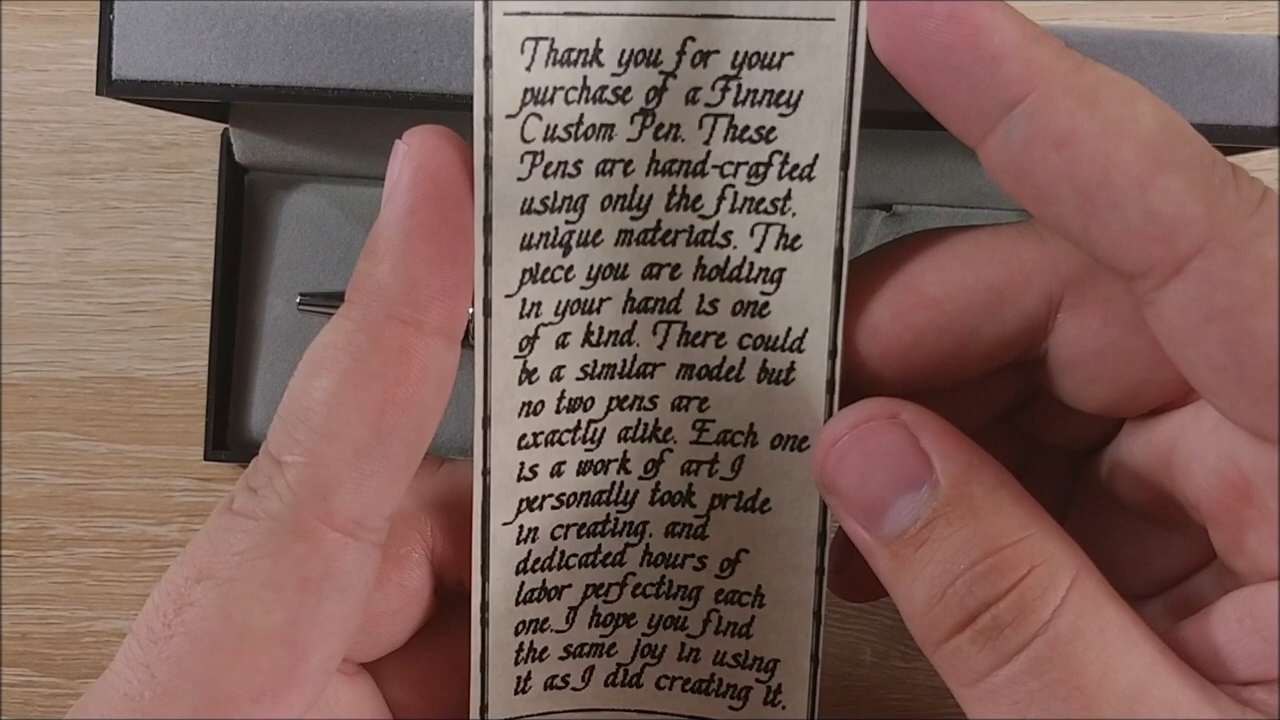 Thank you for your
purchase of a Finney
Custom Pen. These
Pens are hand-crafted
using only the finest,
unique materials. The
piece you are holding
in your hand is one
of a kind. There could
be a similar model but
no two pens are
exactly alike. Each one
is a work of art I
personally took pride
in creating, and
dedicated hours of
labor perfecting each
one. I hope you find
the same joy in using
it as I did creating it.